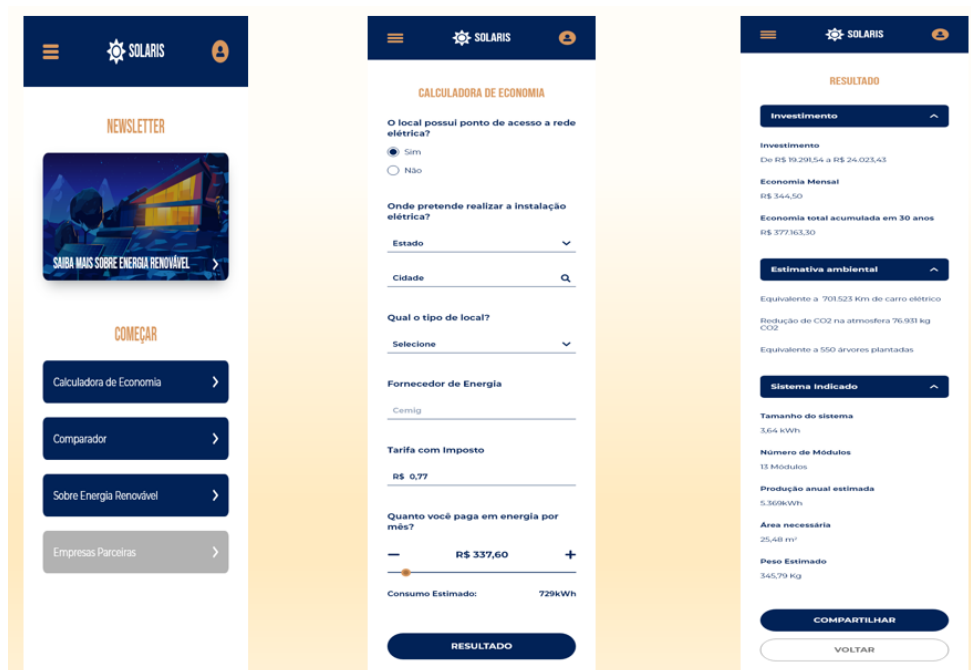 SOLARIS
NEWSLETTER
SAIBA MAIS SOBRE ENERGIA RENOVÁVEL
COMEÇAR
Calculadora de Economia
Comparador
Sobre Energia Renovável
Empresas Parceiras
SOLARIS
CALCULADORA DE ECONOMIA
O local possui ponto de acesso a rede
elétrica?
Sim
Não
Onde pretende realizar a instalação
elétrica?
Estado
Cidade
Qual o tipo de local?
Selecione
Fornecedor de Energia
Cemig
Tarifa com Imposto
R$ 0,77
Quanto você paga em energia por
mês?
R$ 337,60
Consumo Estimado: 729kWh
RESULTADO
SOLARIS
RESULTADO
Investimento
Investimento
De R$ 19.291,54 a R$ 24.023,43
Economia Mensal
R$ 344,50
Economia total acumulada em 30 anos
R$ 377.163,30
Estimativa ambiental
Equivalente a 701.523 Km de carro elétrico
Redução de CO2 na atmosfera 76.931 kg
CO2
Equivalente a 550 árvores plantadas
Sistema Indicado
Tamanho do sistema
3,64 kWh
Número de Módulos
13 Módulos
Produção anual estimada
5.369kWh
Área necessária
25,48 m²
Peso Estimado
345,79 Kg
COMPARTILHAR
VOLTAR